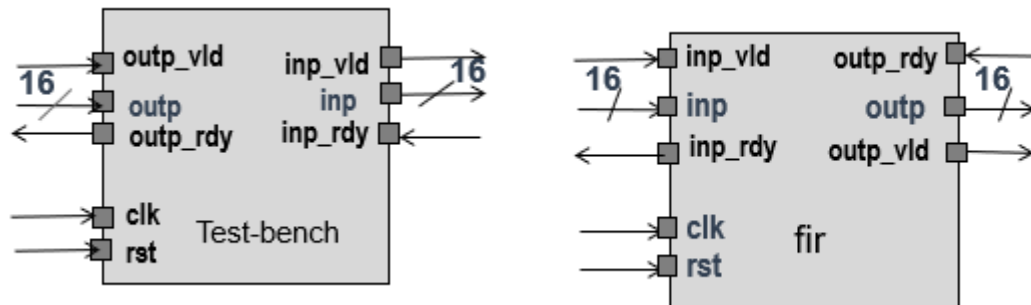 outp_vld
inp_vld
16
16
outp
inp
outp_rdy
inp_rdy
clk
Test-bench
rst
inp_vld
outp_rdy
16
16
inp
outp
inp_rdy
outp_vld
clk
fir
rst